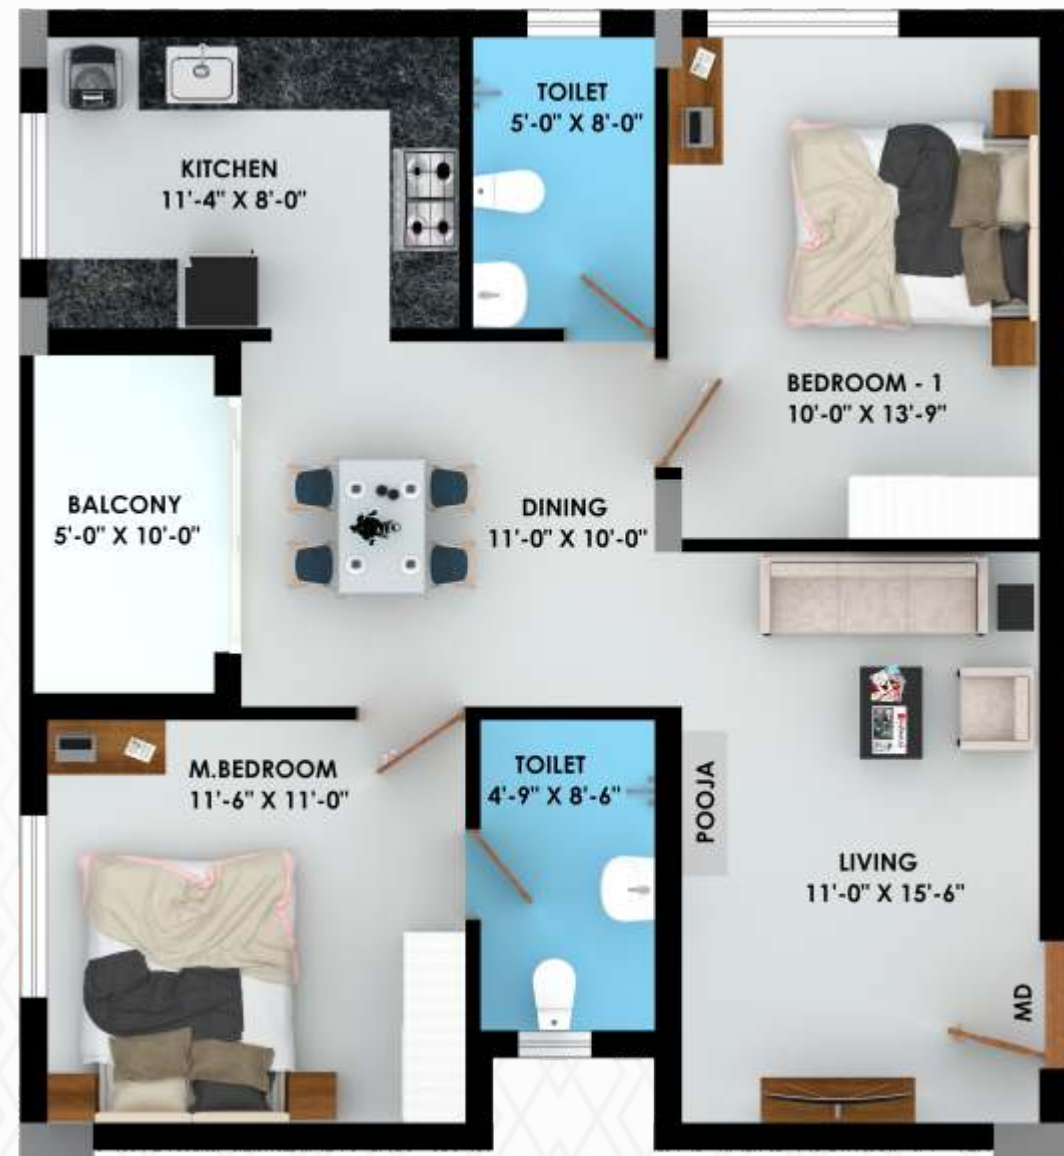 TOILET
5'-0" X 8'-0"
KITCHEN
11'-4" X 8'-0"
BEDROOM - 1
10'-0" X 13'-9"
BALCONY
5'-0" X 10'-0"
DINING
11'-0" X 10'-0"
M.BEDROOM
11'-6" X 11'-0"
TOILET
4'-9" X 8'-6"
POOJA
LIVING
11'-0" X 15'-6"
MD